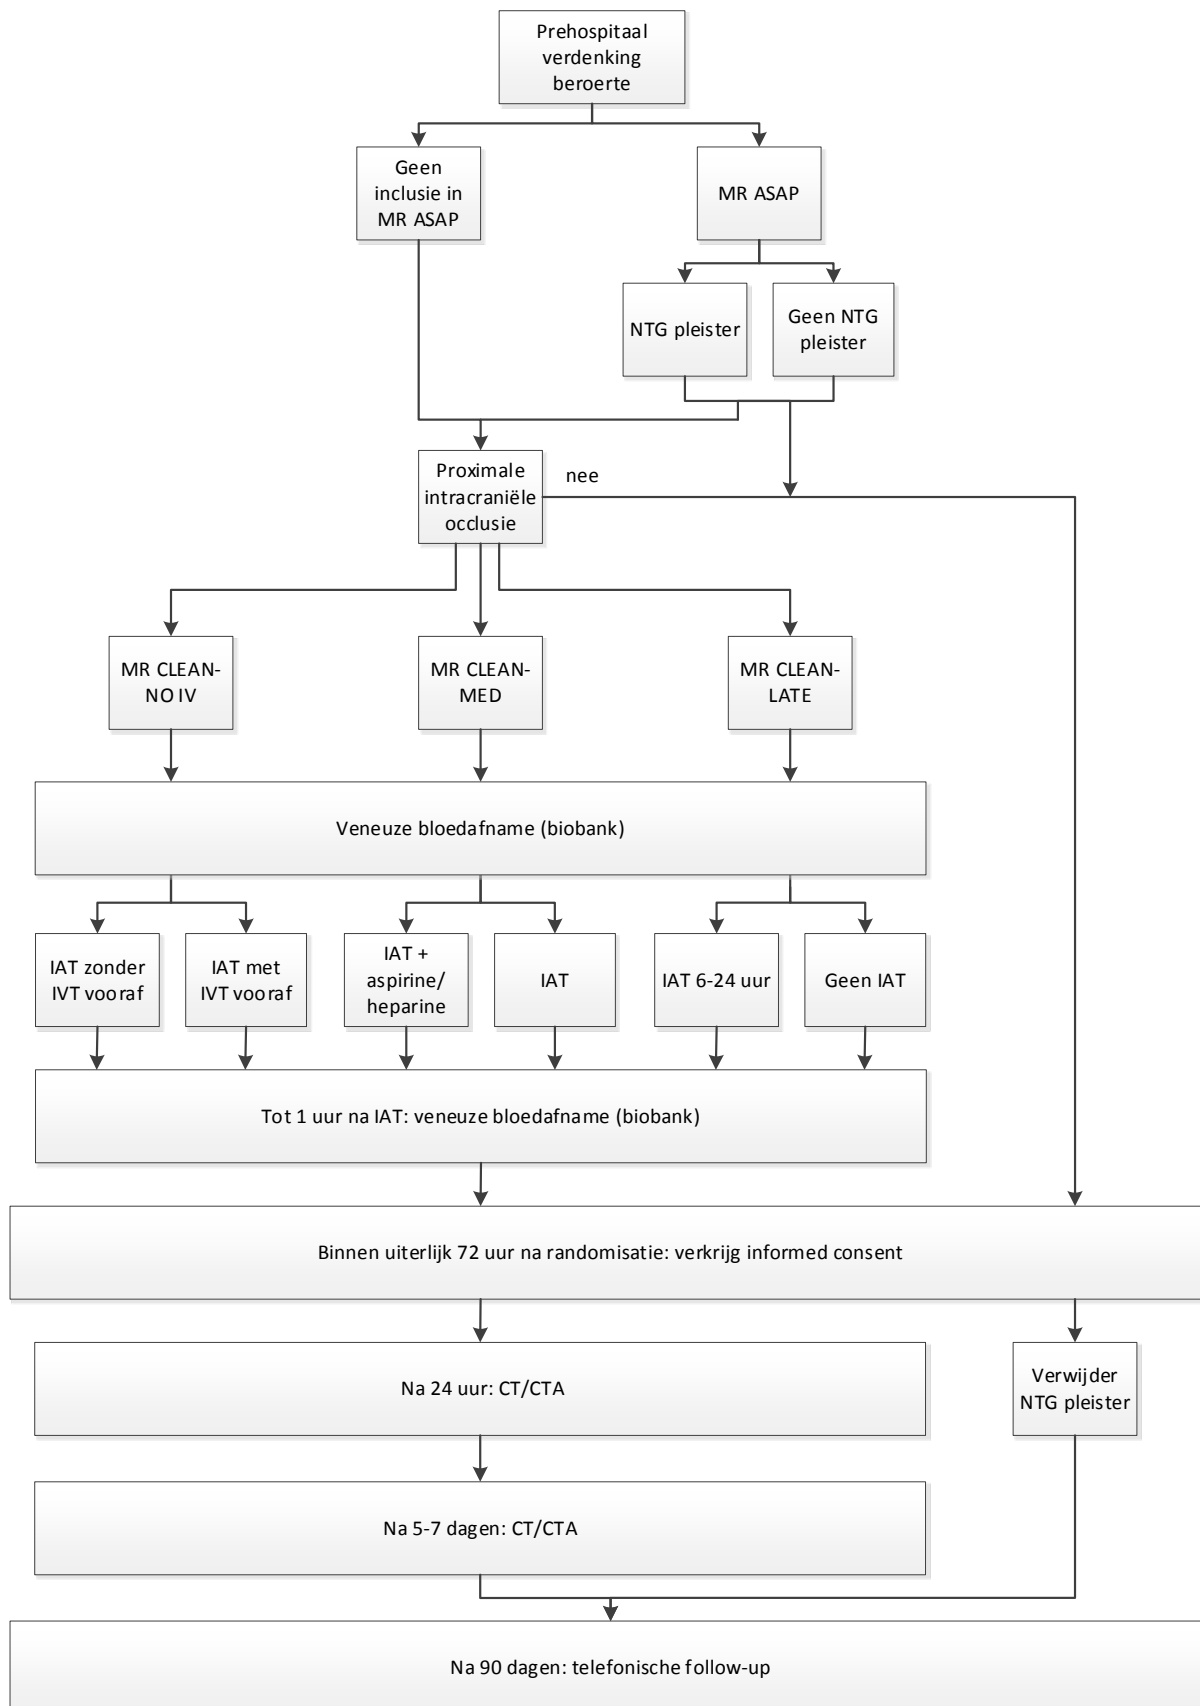 Prehospitaal
verdenking
beroerte
Geen
inclusie in
MR ASAP
MR ASAP
NTG pleister
Geen NTG
pleister
Proximale
intracraniële
occlusie
nee
MR CLEAN-
NO IV
MR CLEAN-
MED
MR CLEAN-
LATE
Veneuze bloedafname (biobank)
IAT zonder
IVT vooraf
IAT met
IVT vooraf
IAT +
aspirine/
heparine
IAT
IAT 6-24 uur
Geen IAT
Tot 1 uur na IAT: veneuze bloedafname (biobank)
Binnen uiterlijk 72 uur na randomisatie: verkrijg informed consent
Na 24 uur: CT/CTA
Verwijder
NTG pleister
Na 5-7 dagen: CT/CTA
Na 90 dagen: telefonische follow-up